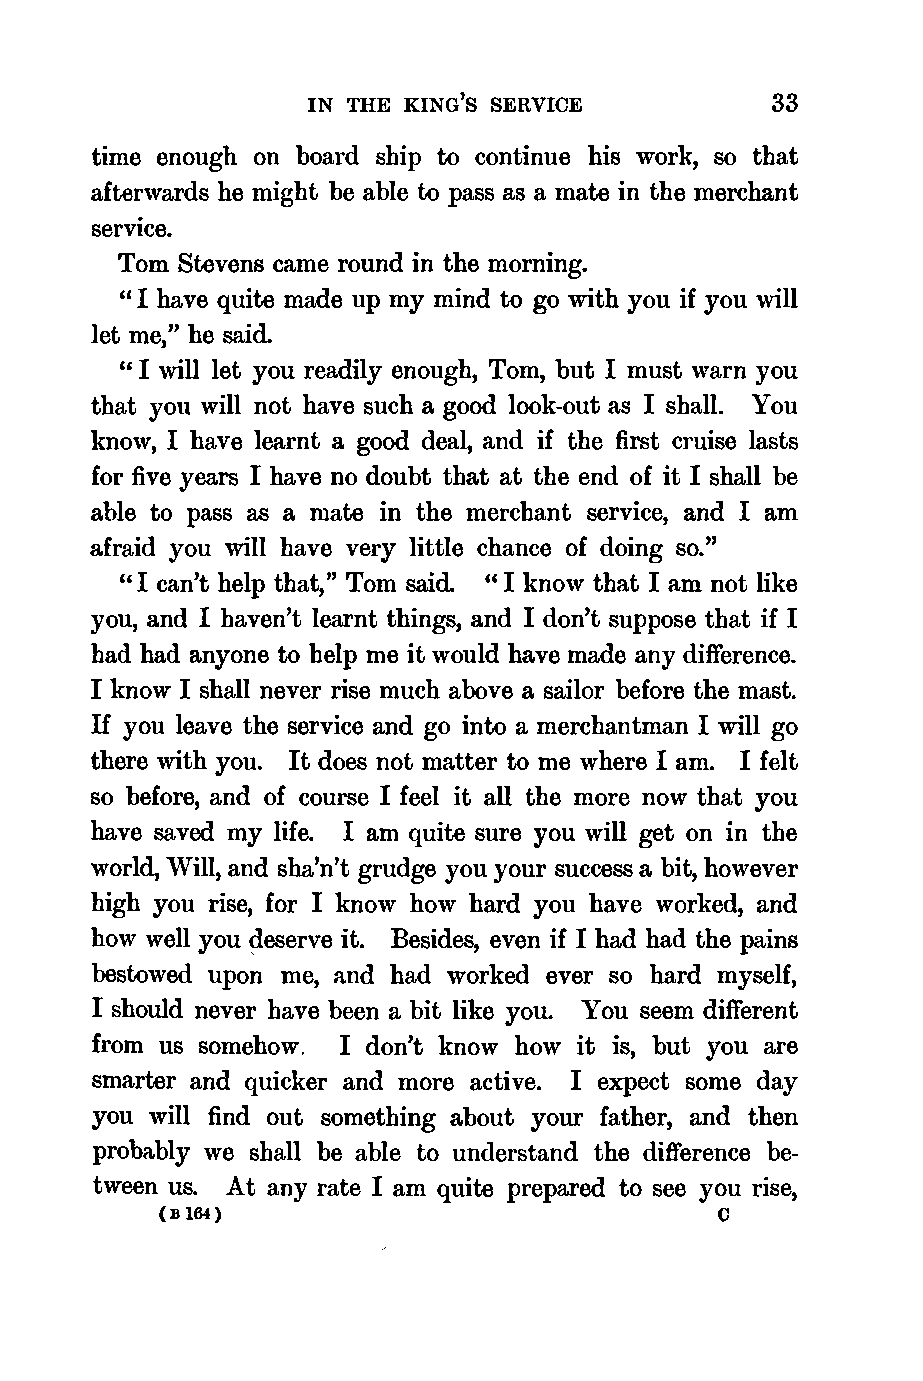 IN THE KING'S SERVICE 33
time enough on board ship to continue his work, so that
afterwards he might be able to pass as a mate in the merchant
service.
Tom Stevens came round in the morning.
“I have quite made up my mind to go with you if you will
let me,” he said.
“I will let you readily enough, Tom, but I must warn you
that you will not have such a good look-out as I shall. You
know, I have learnt a good deal, and if the first cruise lasts
for five years I have no doubt that at the end of it I shall be
able to pass as a mate in the merchant service, and I am
afraid you will have very little chance of doing so.”
“I can't help that,” Tom said. “I know that I am not like
you, and I haven't learnt things, and I don't suppose that if I
had had anyone to help me it would have made any difference.
I know I shall never rise much above a sailor before the mast.
If you leave the service and go into a merchantman I will go
there with you. It does not matter to me where I am. I felt
so before, and of course I feel it all the more now that you
have saved my life. I am quite sure you will get on in the
world, Will, and sha'n't grudge you your success a bit, however
high you rise, for I know how hard you have worked, and
how well you deserve it. Besides, even if I had had the pains
bestowed upon me, and had worked ever so hard myself,
I should never have been a bit like you. You seem different
from us somehow. I don't know how it is, but you are
smarter and quicker and more active. I expect some day
you will find out something about your father, and then
probably we shall be able to understand the difference be-
tween us. At any rate I am quite prepared to see you rise,
(B 164) C